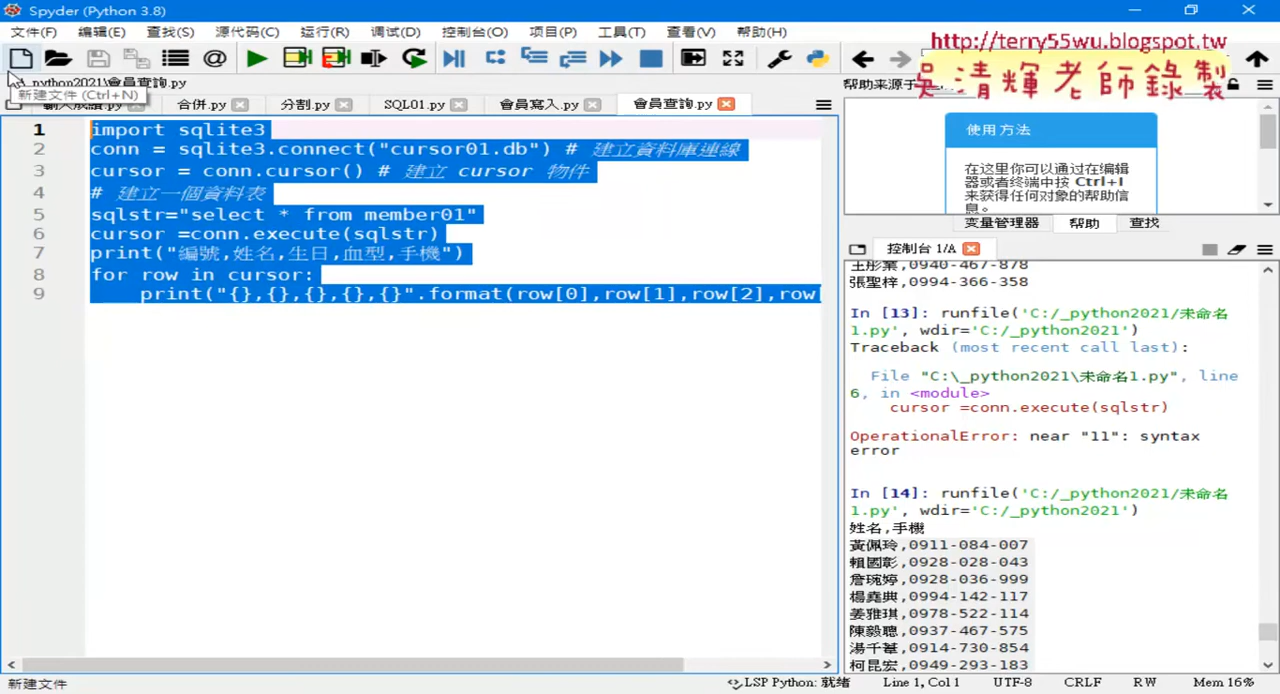 Spyder (Python 3.8)
文件(F) 编辑(E) 查找(S) 源代码(C) 运行(R) 调试(D) 控制台(O) 项目(P) 工具(T) 查看(V) 帮助(H)
http://terry55wu.blogspot.tw
吳清輝老師錄製
_python2021\會員查詢.py
新建文件 (Ctrl+N)
合併.py 分割.py SQL01.py 會員寫入.py 會員查詢.py
1 import sqlite3
2 conn = sqlite3.connect("cursor01.db") # 建立資料庫連線
3 cursor = conn.cursor() # 建立 cursor 物件
4 # 建立一個資料表
5 sqlstr="select * from member01"
6 cursor =conn.execute(sqlstr)
7 print("編號,姓名,生日,血型,手機")
8 for row in cursor:
9 print("{},{},{},{},{}".format(row[0],row[1],row[2],row[
帮助来源于
使用方法
在这里你可以通过在编辑
器或者终端中按 Ctrl+I
来获得任何对象的帮助信
息。
变量管理器 帮助 查找
控制台 1/A
王彤業,0940-467-878
張聖梓,0994-366-358
In [13]: runfile('C:/_python2021/未命名
1.py', wdir='C:/_python2021')
Traceback (most recent call last):
File "C:\_python2021\未命名1.py", line
6, in <module>
cursor =conn.execute(sqlstr)
OperationalError: near "11": syntax
error
In [14]: runfile('C:/_python2021/未命名
1.py', wdir='C:/_python2021')
姓名,手機
黃佩玲,0911-084-007
賴國彰,0928-028-043
詹琬婷,0928-036-999
楊堯典,0994-142-117
姜雅琪,0978-522-114
陳毅聰,0937-467-575
湯千蕙,0914-730-854
柯昆宏,0949-293-183
新建文件 LSP Python: 就绪 Line 1, Col 1 UTF-8 CRLF RW Mem 16%